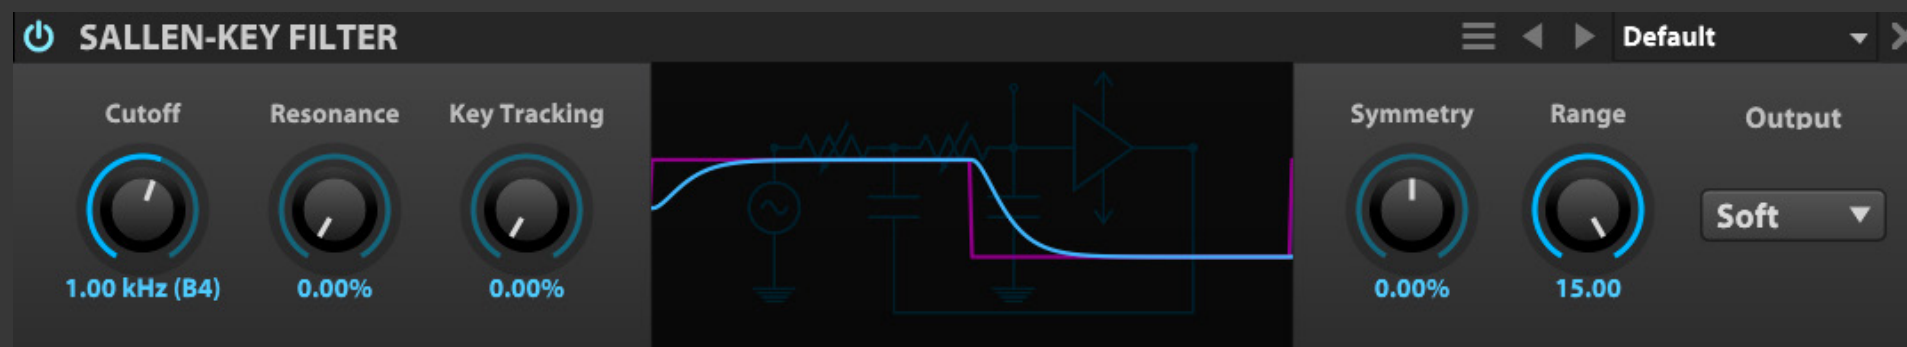 SALLEN-KEY FILTER
Default
Cutoff
Resonance
Key Tracking
Symmetry
Range
Output
Soft
1.00 kHz (B4)
0.00%
0.00%
0.00%
15.00